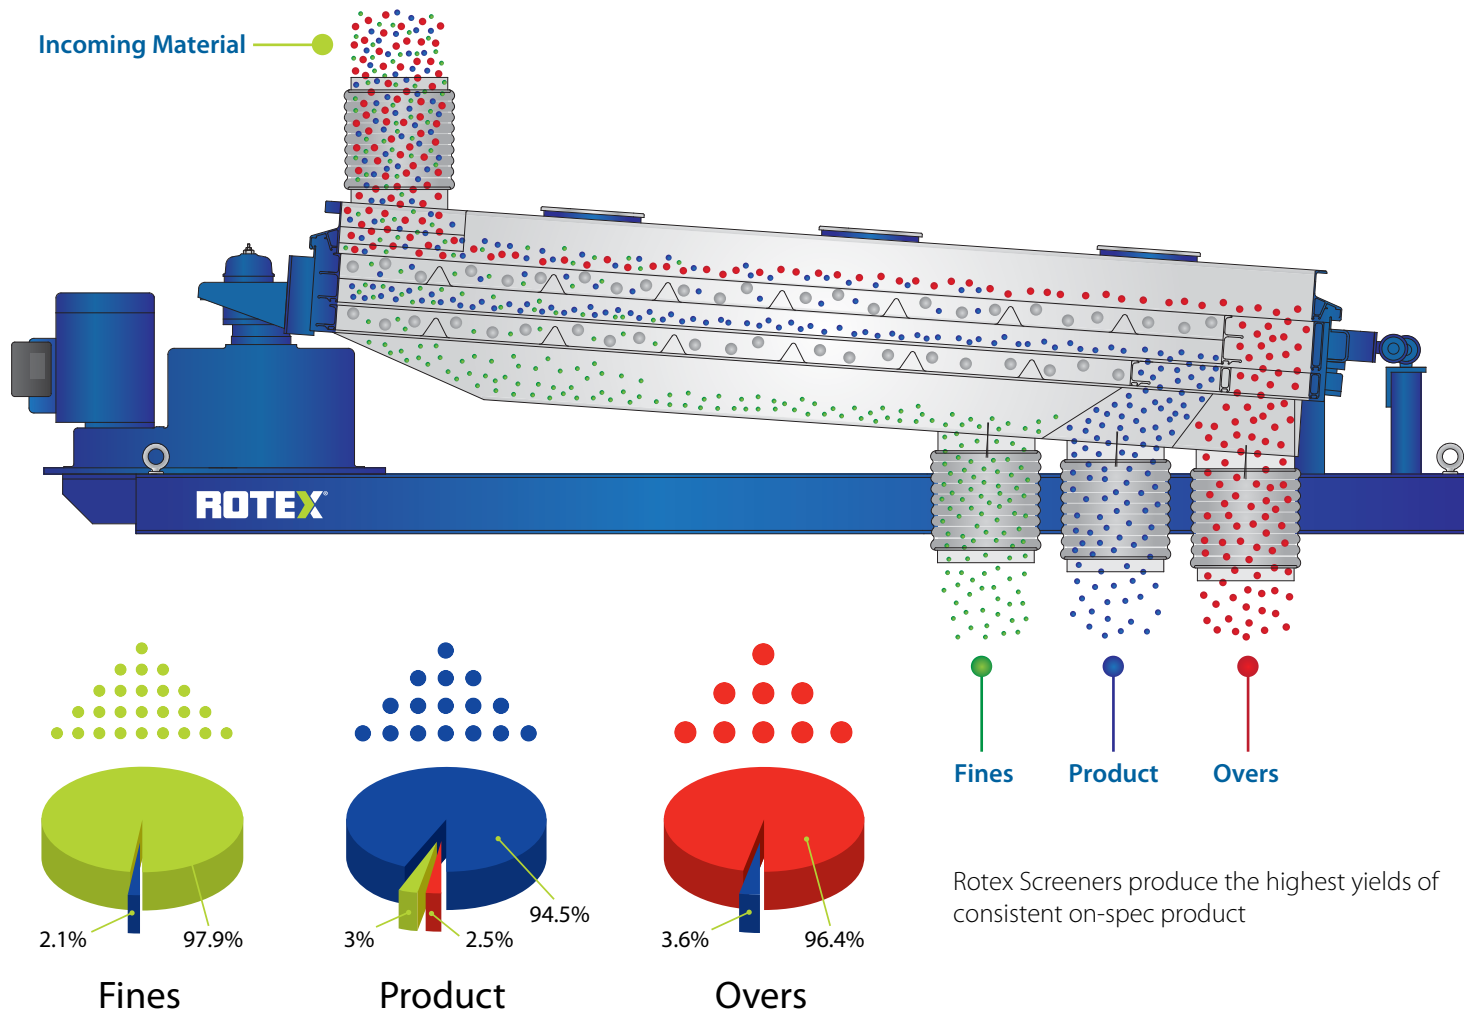 Incoming Material
ROTEX®
Fines
Product
Overs
2.1%
97.9%
3%
2.5%
94.5%
3.6%
96.4%
Rotex Screeners produce the highest yields of
consistent on-spec product
Fines
Product
Overs